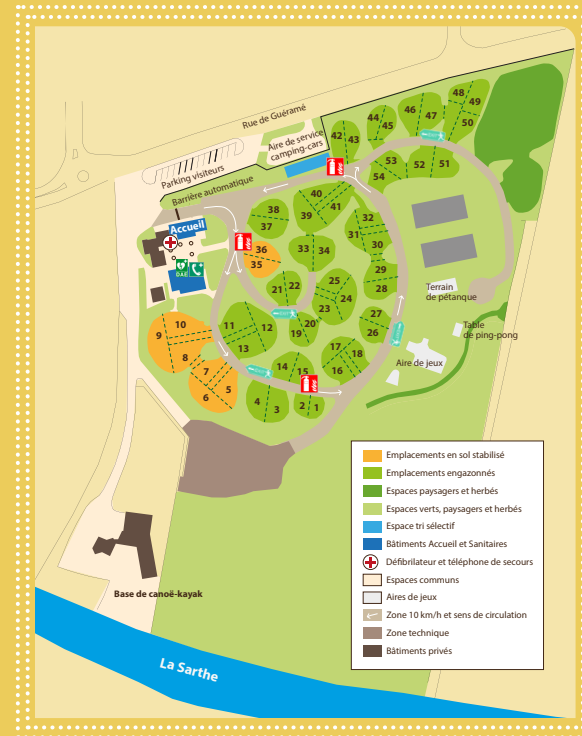 Rue de Guéramé
Aire de service
camping-cars
Parking visiteurs
Barrière automatique
Accueil
DAE
48
49
46
47
50
44
45
42
43
53
52
51
54
40
41
39
38
37
32
31
30
36
35
33
34
29
28
25
24
23
21
22
27
26
20
19
11
12
13
10
9
8
7
6
5
17
18
16
14
15
4
3
2
1
Terrain
de pétanque
Table
de ping-pong
Aire de jeux
Base de canoë-kayak
La Sarthe
Emplacements en sol stabilisé
Emplacements engazonnés
Espaces paysagers et herbés
Espaces verts, paysagers et herbés
Espace tri sélectif
Bâtiments Accueil et Sanitaires
Défibrilateur et téléphone de secours
Espaces communs
Aires de jeux
Zone 10 km/h et sens de circulation
Zone technique
Bâtiments privés